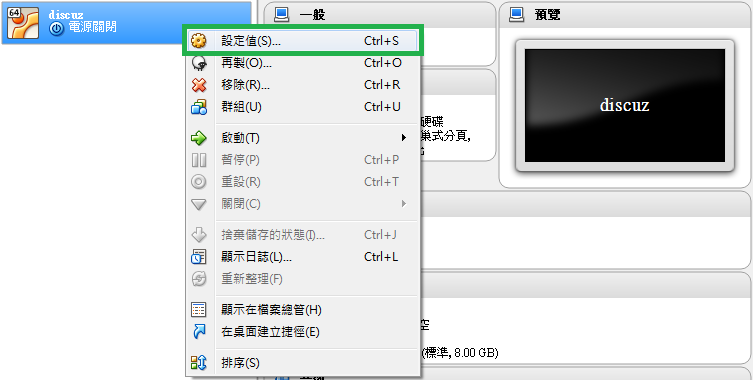 64
discuz
電源關閉
一般
預覽
discuz
設定值(S)... Ctrl+S
再製(O)... Ctrl+O
移除(R)... Ctrl+R
群組(U) Ctrl+U
硬碟
巢式分頁,
啟動(T)
暫停(P) Ctrl+P
重設(R) Ctrl+T
關閉(C)
捨棄儲存的狀態(J)... Ctrl+J
顯示日誌(L)... Ctrl+L
重新整理(F)
顯示在檔案總管(H)
在桌面建立捷徑(E)
空
(標準, 8.00 GB)
排序(S)